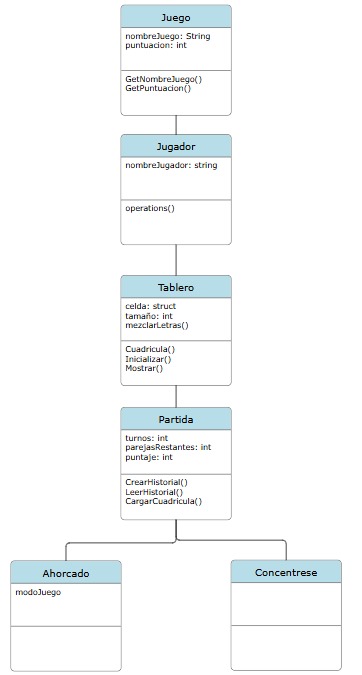 Juego
nombreJuego: String
puntuacion: int
GetNombreJuego()
GetPuntuacion()
Jugador
nombreJugador: string
operations()
Tablero
celda: struct
tamaño: int
mezclarLetras()
Cuadricula()
Inicializar()
Mostrar()
Partida
turnos: int
parejasRestantes: int
puntaje: int
CrearHistorial()
LeerHistorial()
CargarCuadricula()
Ahorcado
modoJuego
Concentrese